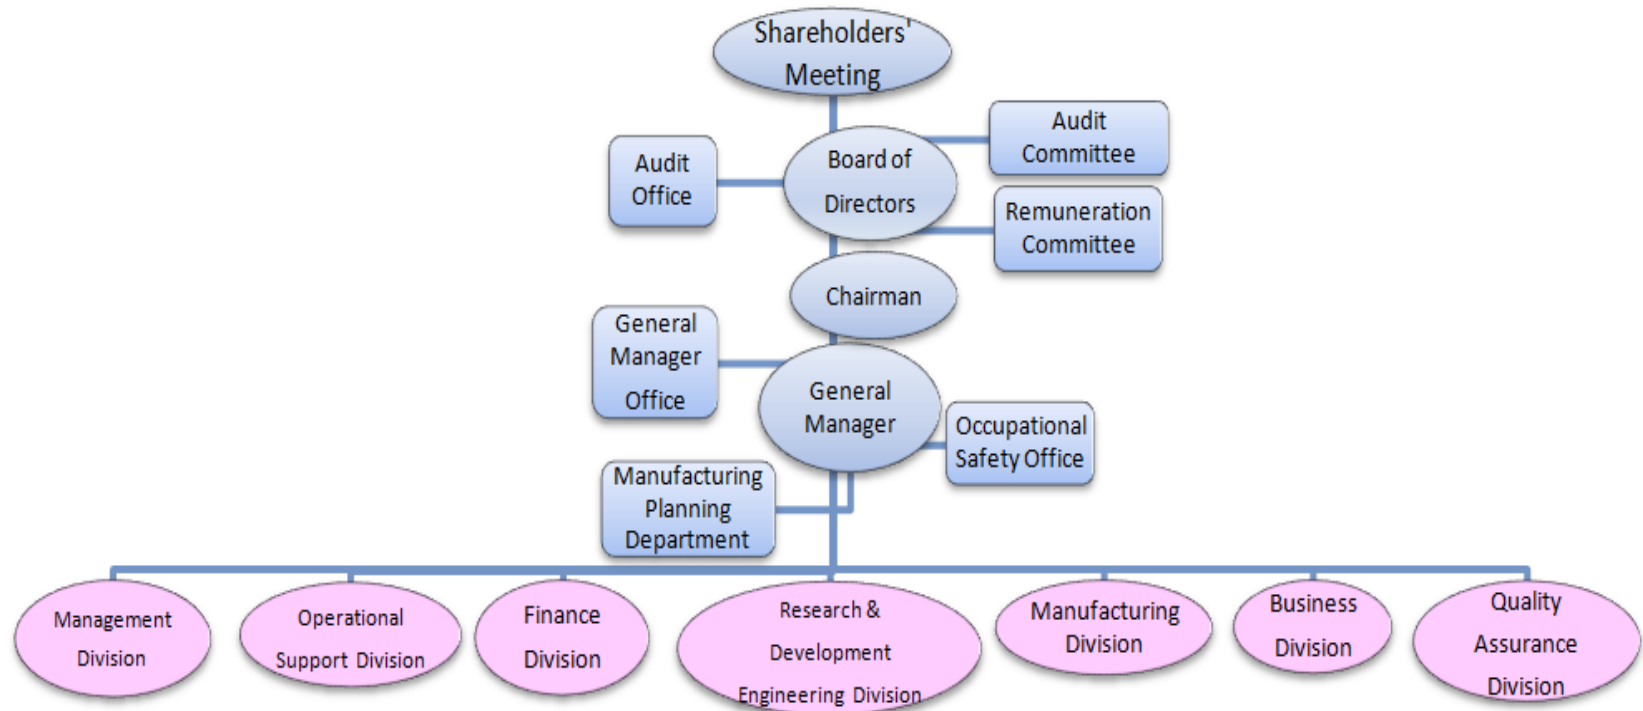 Shareholders'
Meeting
Audit
Committee
Audit
Office
Board of
Directors
Remuneration
Committee
Chairman
General
Manager
Office
General
Manager
Occupational
Safety Office
Manufacturing
Planning
Department
Management
Division
Operational
Support Division
Finance
Division
Research &
Development
Engineering Division
Manufacturing
Division
Business
Division
Quality
Assurance
Division